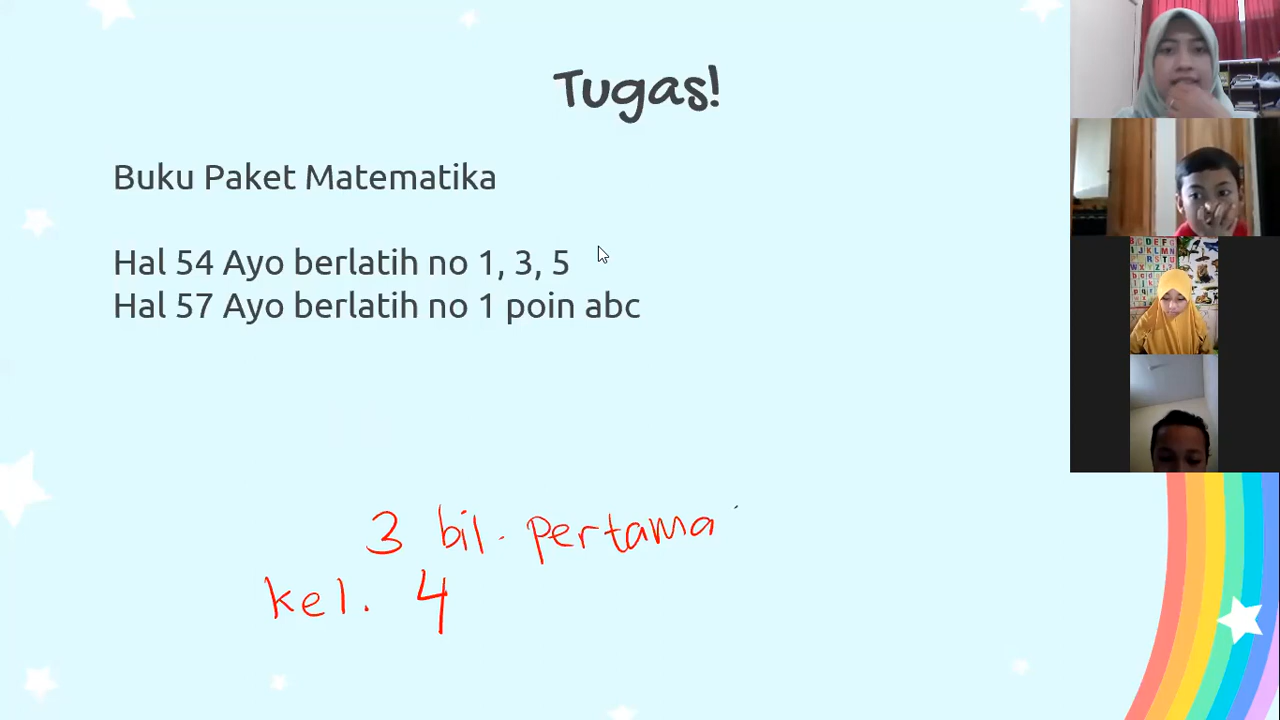 Tugas!
Buku Paket Matematika
Hal 54 Ayo berlatih no 1, 3, 5
Hal 57 Ayo berlatih no 1 poin abc
3 bil. pertama
kel. 4